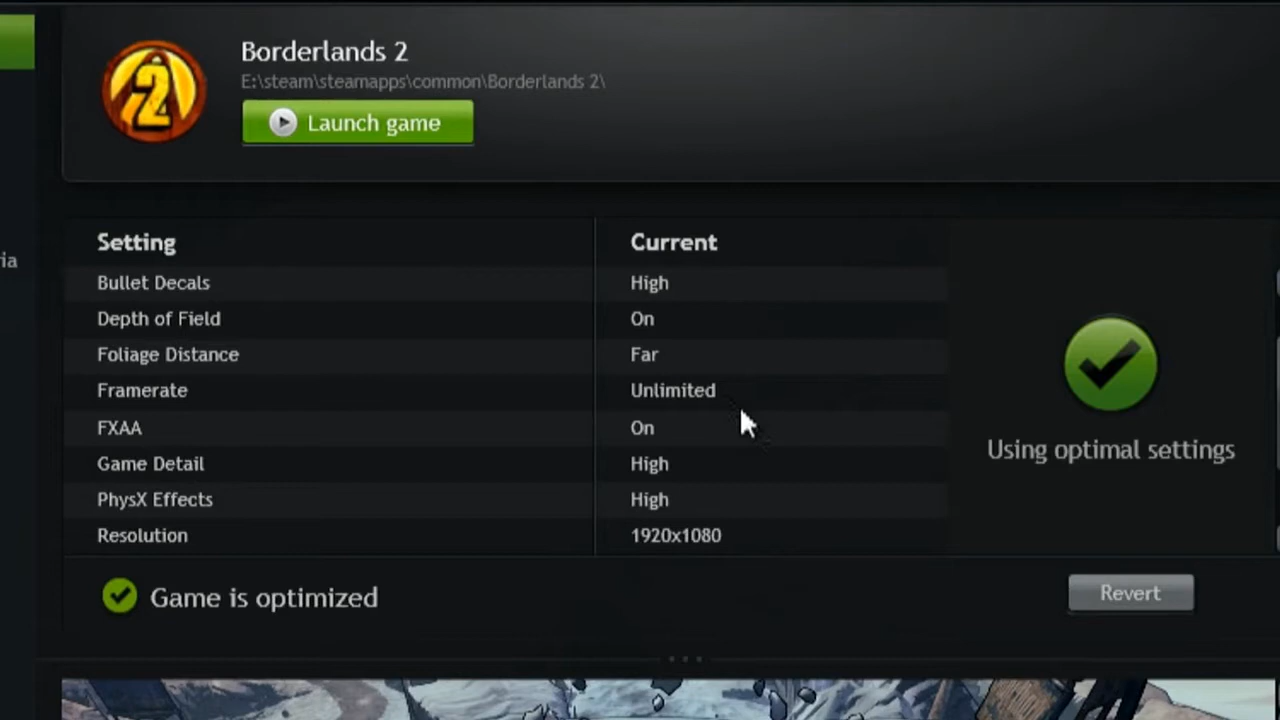 Borderlands 2
E:\steam\steamapps\common\Borderlands 2\
2
Launch game
ia
Setting Current
Bullet Decals High
Depth of Field On
Foliage Distance Far
Framerate Unlimited
FXAA On
Game Detail High
PhysX Effects High
Resolution 1920x1080
Using optimal settings
Game is optimized
Revert